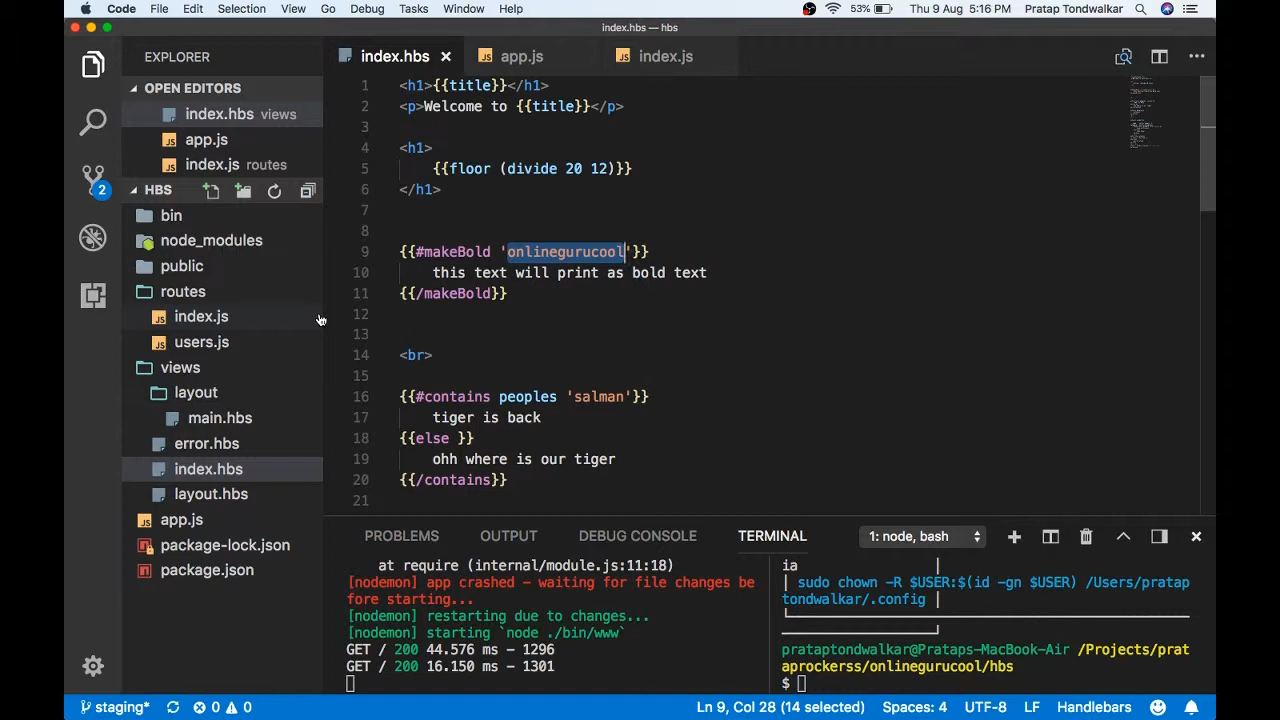 Code File Edit Selection View Go Debug Tasks Window Help 53% Thu 9 Aug 5:16 PM Pratap Tondwalkar
index.hbs — hbs
EXPLORER
OPEN EDITORS
index.hbs views
app.js
index.js routes
HBS
bin
node_modules
public
routes
index.js
users.js
views
layout
main.hbs
error.hbs
index.hbs
layout.hbs
app.js
package-lock.json
package.json
2
index.hbs app.js index.js
1 <h1>{{title}}</h1>
2 <p>Welcome to {{title}}</p>
3
4 <h1>
5 {{floor (divide 20 12)}}
6 </h1>
7
8
9 {{#makeBold 'onlinegurucool'}}
10 this text will print as bold text
11 {{/makeBold}}
12
13
14 <br>
15
16 {{#contains peoples 'salman'}}
17 tiger is back
18 {{else }}
19 ohh where is our tiger
20 {{/contains}}
21
PROBLEMS OUTPUT DEBUG CONSOLE TERMINAL 1: node, bash
at require (internal/module.js:11:18)
[nodemon] app crashed - waiting for file changes be
fore starting...
[nodemon] restarting due to changes...
[nodemon] starting `node ./bin/www`
GET / 200 44.576 ms - 1296
GET / 200 16.150 ms - 1301
ia |
| sudo chown -R $USER:$(id -gn $USER) /Users/pratap
tondwalkar/.config |
prataptondwalkar@Prataps-MacBook-Air /Projects/prat
aprockerss/onlinegurucool/hbs
$
staging* 0 0 Ln 9, Col 28 (14 selected) Spaces: 4 UTF-8 LF Handlebars